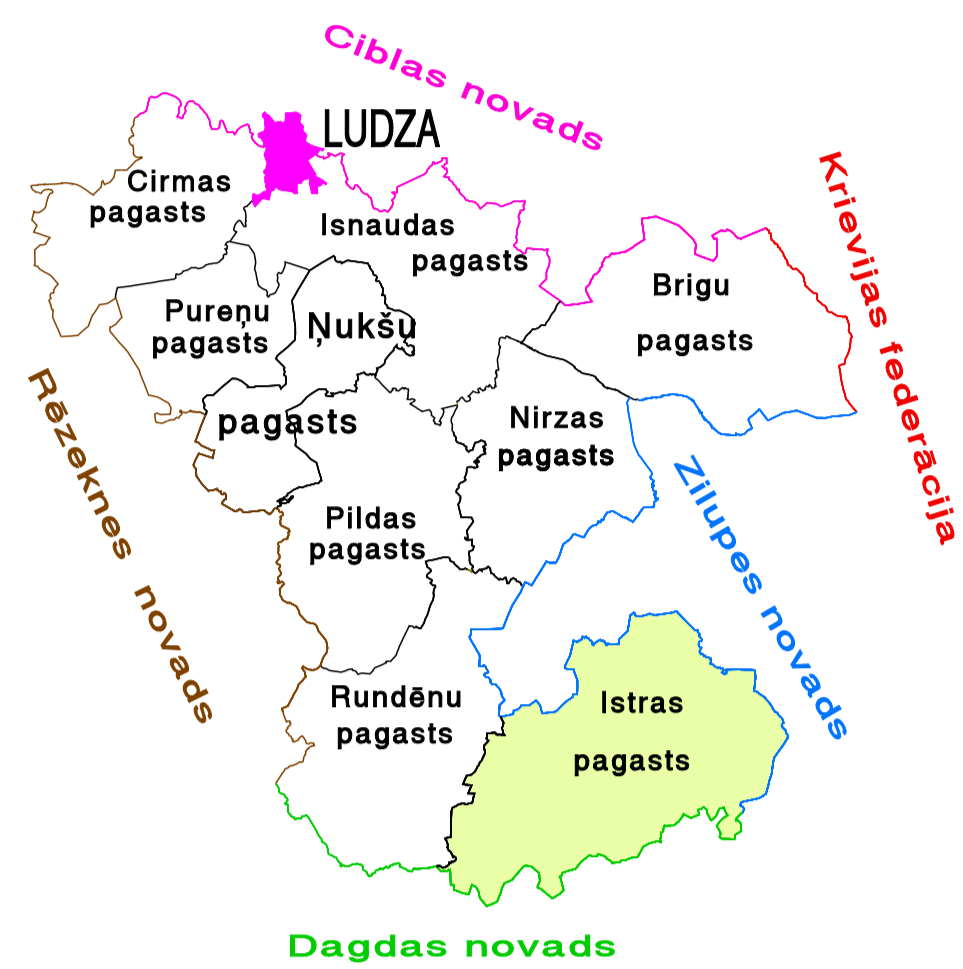 Ciblas novads
LUDZA
Cirmas
pagasts
Isnaudas
pagasts
Krievijas federācija
Brigu
pagasts
Pureņu
pagasts
Ņukšu
pagasts
Nirzas
pagasts
Rēzeknes novads
Zilupes novads
Pildas
pagasts
Rundēnu
pagasts
Istras
pagasts
Dagdas novads